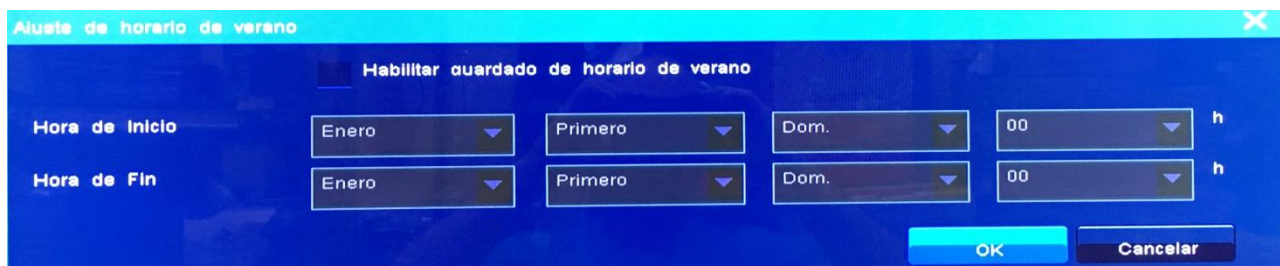 Ajuste de horario de verano
Habilitar guardado de horario de verano
Hora de Inicio Enero Primero Dom. 00 h
Hora de Fin Enero Primero Dom. 00 h
OK Cancelar